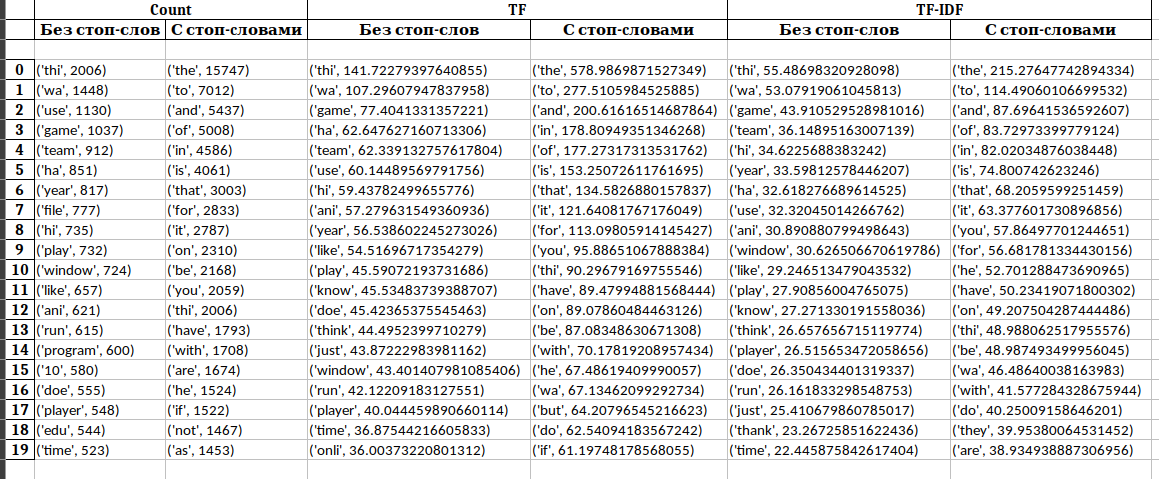 Count TF TF-IDF
Без стоп-слов С стоп-словами Без стоп-слов С стоп-словами Без стоп-слов С стоп-словами
0 ('thi', 2006) ('the', 15747) ('thi', 141.72279397640855) ('the', 578.9869871527349) ('thi', 55.48698320928098) ('the', 215.27647742894334)
1 ('wa', 1448) ('to', 7012) ('wa', 107.29607947837958) ('to', 277.5105984525885) ('wa', 53.07919061045813) ('to', 114.49060106699532)
2 ('use', 1130) ('and', 5437) ('game', 77.4041331357221) ('and', 200.61616514687864) ('game', 43.910529528981016) ('and', 87.69641536592607)
3 ('game', 1037) ('of', 5008) ('ha', 62.647627160713306) ('in', 178.80949351346268) ('team', 36.14895163007139) ('of', 83.72973399779124)
4 ('team', 912) ('in', 4586) ('team', 62.339132757617804) ('of', 177.27317313531762) ('hi', 34.6225688383242) ('in', 82.02034876038448)
5 ('ha', 851) ('is', 4061) ('use', 60.14489569791756) ('is', 153.25072611761695) ('year', 33.59812578446207) ('is', 74.800742623246)
6 ('year', 817) ('that', 3003) ('hi', 59.43782499655776) ('that', 134.5826880157837) ('ha', 32.618276689614525) ('that', 68.2059599251459)
7 ('file', 777) ('for', 2833) ('ani', 57.279631549360936) ('it', 121.64081767176049) ('use', 32.32045014266762) ('it', 63.377601730896856)
8 ('hi', 735) ('it', 2787) ('year', 56.538602245273026) ('for', 113.09805914145427) ('ani', 30.890880799498643) ('you', 57.86497701244651)
9 ('play', 732) ('on', 2310) ('like', 54.51696717354279) ('you', 95.88651067888384) ('window', 30.626506670619786) ('for', 56.681781334430156)
10 ('window', 724) ('be', 2168) ('play', 45.59072193731686) ('thi', 90.29679169755546) ('like', 29.246513479043532) ('he', 52.701288473690965)
11 ('like', 657) ('you', 2059) ('know', 45.53483739388707) ('have', 89.47994881568444) ('play', 27.90856004765075) ('have', 50.23419071800302)
12 ('ani', 621) ('thi', 2006) ('doe', 45.42365375545463) ('on', 89.07860484463126) ('know', 27.271330191558036) ('on', 49.207504287444486)
13 ('run', 615) ('have', 1793) ('think', 44.4952399710279) ('be', 87.08348630671308) ('think', 26.657656715119774) ('thi', 48.988062517955576)
14 ('program', 600) ('with', 1708) ('just', 43.87222983981162) ('with', 70.17819208957434) ('player', 26.515653472058656) ('be', 48.987493499956045)
15 ('10', 580) ('are', 1674) ('window', 43.401407981085406) ('he', 67.48619409990057) ('doe', 26.350434401319337) ('wa', 46.48640038163983)
16 ('doe', 555) ('he', 1524) ('run', 42.12209183127551) ('wa', 67.13462099292734) ('run', 26.161833298548753) ('with', 41.577284328675944)
17 ('player', 548) ('if', 1522) ('player', 40.044459890660114) ('but', 64.20796545216623) ('just', 25.410679860785017) ('do', 40.25009158646201)
18 ('edu', 544) ('not', 1467) ('time', 36.87544216605833) ('do', 62.54094183567242) ('thank', 23.26725851622436) ('they', 39.95380064531452)
19 ('time', 523) ('as', 1453) ('onli', 36.00373220801312) ('if', 61.19748178568055) ('time', 22.445875842617404) ('are', 38.934938887306956)